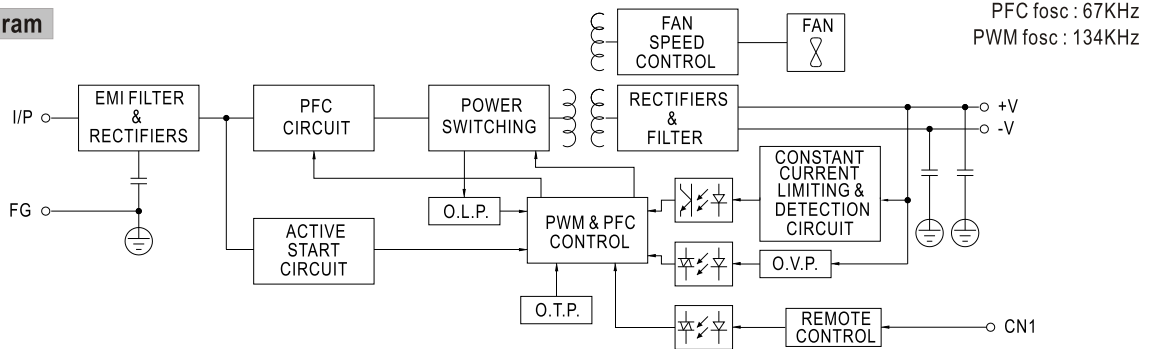 ram
PFC fosc : 67KHz
PWM fosc : 134KHz
FAN
SPEED
CONTROL
FAN
I/P
EMI FILTER
&
RECTIFIERS
PFC
CIRCUIT
POWER
SWITCHING
RECTIFIERS
&
FILTER
+V
-V
FG
ACTIVE
START
CIRCUIT
O.L.P.
PWM & PFC
CONTROL
CONSTANT
CURRENT
LIMITING &
DETECTION
CIRCUIT
O.V.P.
O.T.P.
REMOTE
CONTROL
CN1